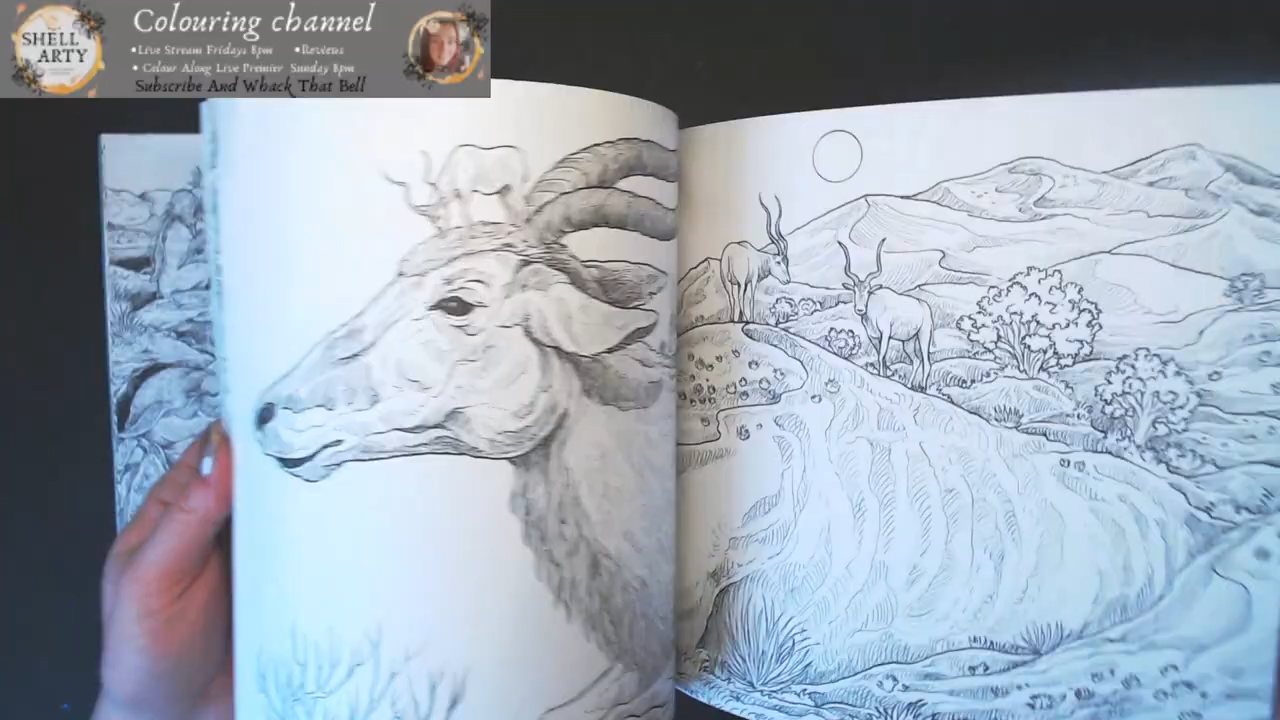 SHELL
ARTY
Colouring channel
•Live Stream Fridays 8pm •Reviews
• Colour Along Live Premier Sunday 8pm
Subscribe And Whack That Bell